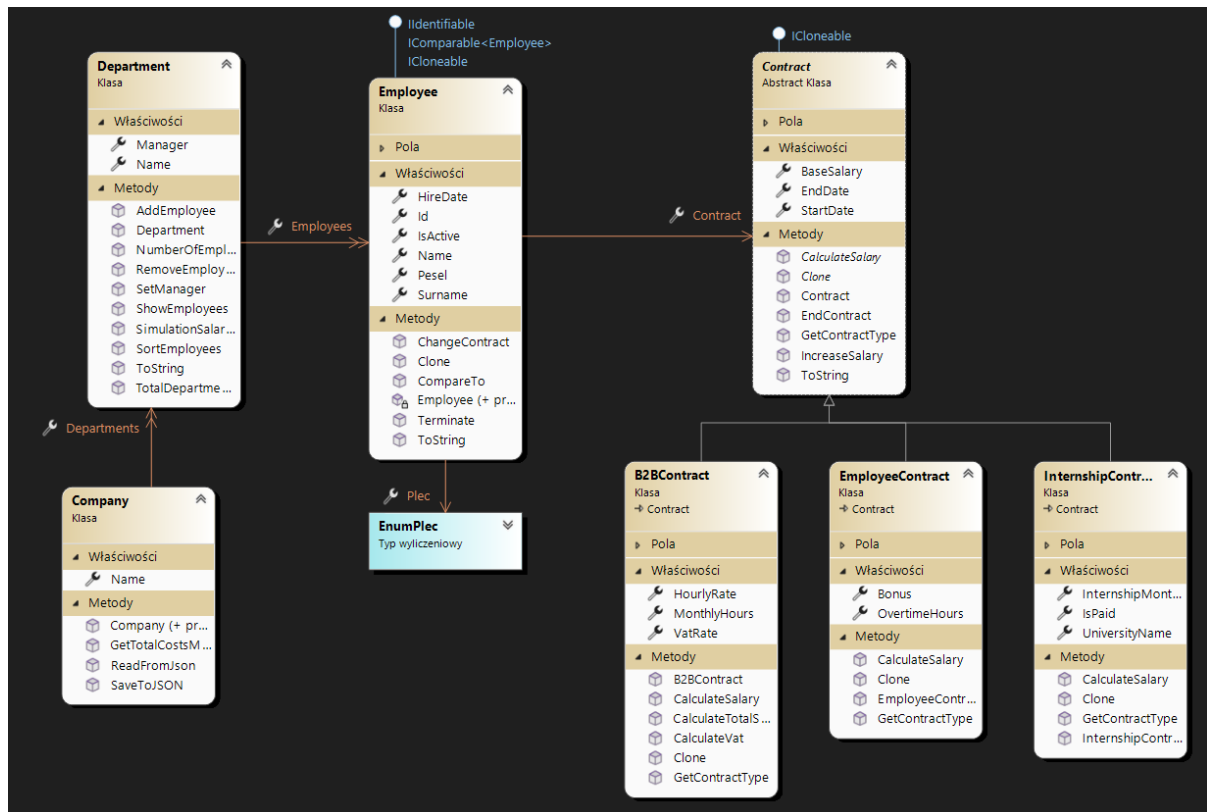 IIdentifiable
IComparable<Employee>
ICloneable
ICloneable
Department
Klasa
Właściwości
Manager
Name
Metody
AddEmployee
Department
NumberOfEmpl...
RemoveEmploy...
SetManager
ShowEmployees
SimulationSalar...
SortEmployees
ToString
TotalDepartme...
Employees
Employee
Klasa
Pola
Właściwości
HireDate
Id
IsActive
Name
Pesel
Surname
Metody
ChangeContract
Clone
CompareTo
Employee (+ pr...
Terminate
ToString
Contract
Contract
Abstract Klasa
Pola
Właściwości
BaseSalary
EndDate
StartDate
Metody
CalculateSalary
Clone
Contract
EndContract
GetContractType
IncreaseSalary
ToString
Departments
Company
Klasa
Właściwości
Name
Metody
Company (+ pr...
GetTotalCostsM...
ReadFromJson
SaveToJSON
Plec
EnumPlec
Typ wyliczeniowy
B2BContract
Klasa
Contract
Pola
Właściwości
HourlyRate
MonthlyHours
VatRate
Metody
B2BContract
CalculateSalary
CalculateTotalS...
CalculateVat
Clone
GetContractType
EmployeeContract
Klasa
Contract
Pola
Właściwości
Bonus
OvertimeHours
Metody
CalculateSalary
Clone
EmployeeContr...
GetContractType
InternshipContr...
Klasa
Contract
Pola
Właściwości
InternshipMont...
IsPaid
UniversityName
Metody
CalculateSalary
Clone
GetContractType
InternshipContr...